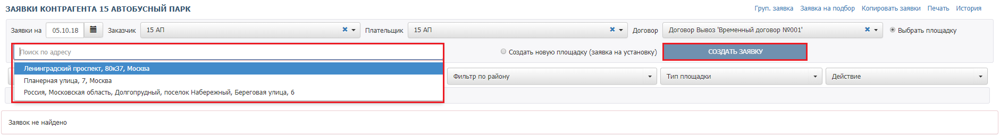 ЗАЯВКИ КОНТРАГЕНТА 15 АВТОБУСНЫЙ ПАРК
Груп. заявка Заявка на подбор Копировать заявки Печать История
Заявки на 05.10.18 Заказчик 15 АП Плательщик 15 АП Договор Договор Вывоз 'Временный договор №001' Выбрать площадку
Поиск по адресу Создать новую площадку (заявка на установку) СОЗДАТЬ ЗАЯВКУ
Ленинградский проспект, 80к37, Москва
Планерная улица, 7, Москва
Россия, Московская область, Долгопрудный, поселок Набережный, Береговая улица, 6
Фильтр по району Тип площадки Действие
Заявок не найдено